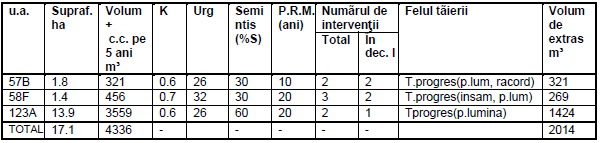 u.a. Supraf. ha Volum + c.c. pe 5 ani m³ K Urg Semi ntis (%S) P.R.M. (ani) Numărul de intervenţii Total În dec. I Felul tăierii Volum de extras m³
57B 1.8 321 0.6 26 30 10 2 2 T.progres(p.lum, racord) 321
58F 1.4 456 0.7 32 30 20 3 2 T.progres(insam, p.lum) 269
123A 13.9 3559 0.6 26 60 20 2 1 Tprogres(p.lumina) 1424
TOTAL 17.1 4336 - - - - - - 2014